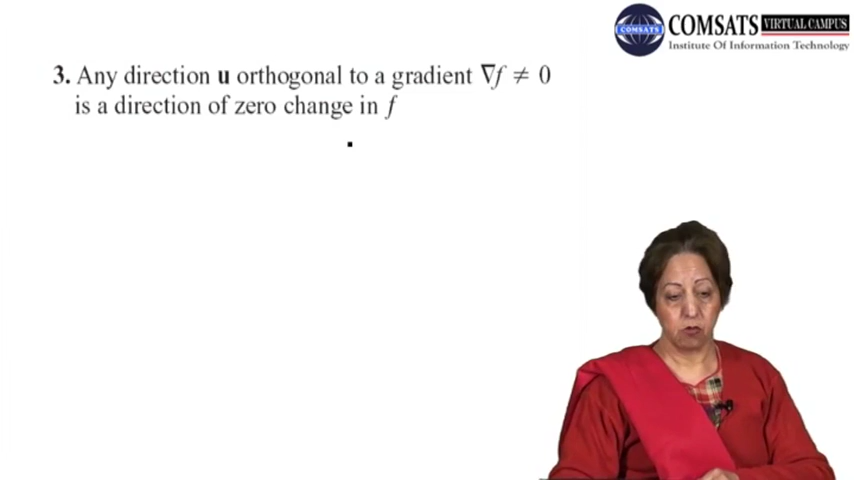 COMSATS VIRTUAL CAMPUS
COMSATS
Institute Of Information Technology
3. Any direction u orthogonal to a gradient ∇f ≠ 0
is a direction of zero change in f